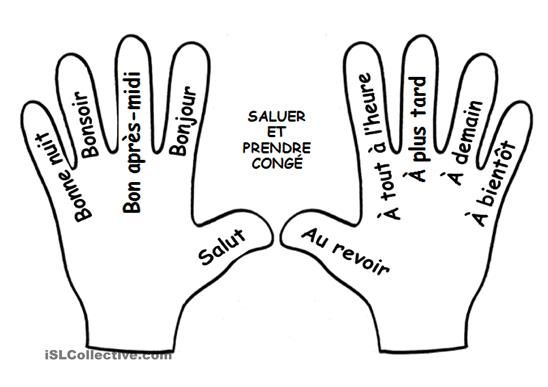 Bonne nuit
Bonsoir
Bon après-midi
Bonjour
Salut
SALUER
ET
PRENDRE
CONGÉ
Au revoir
À tout à l'heure
À plus tard
À demain
À bientôt
iSLCollective.com